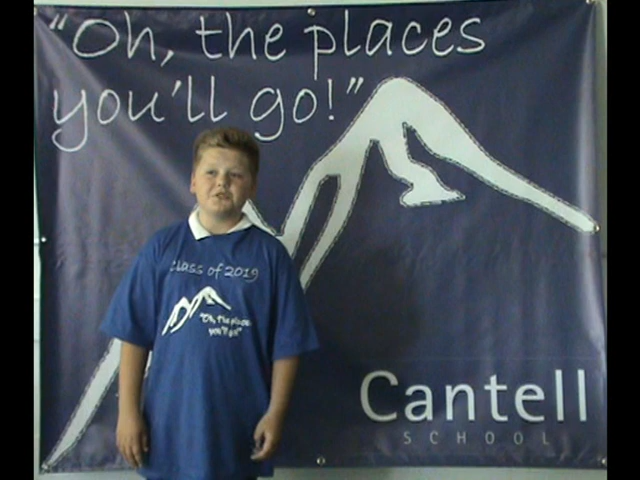 "Oh, the places
you'll go!"
Class of 2019
"Oh, the places
you'll go!"
Cantell
SCHOOL